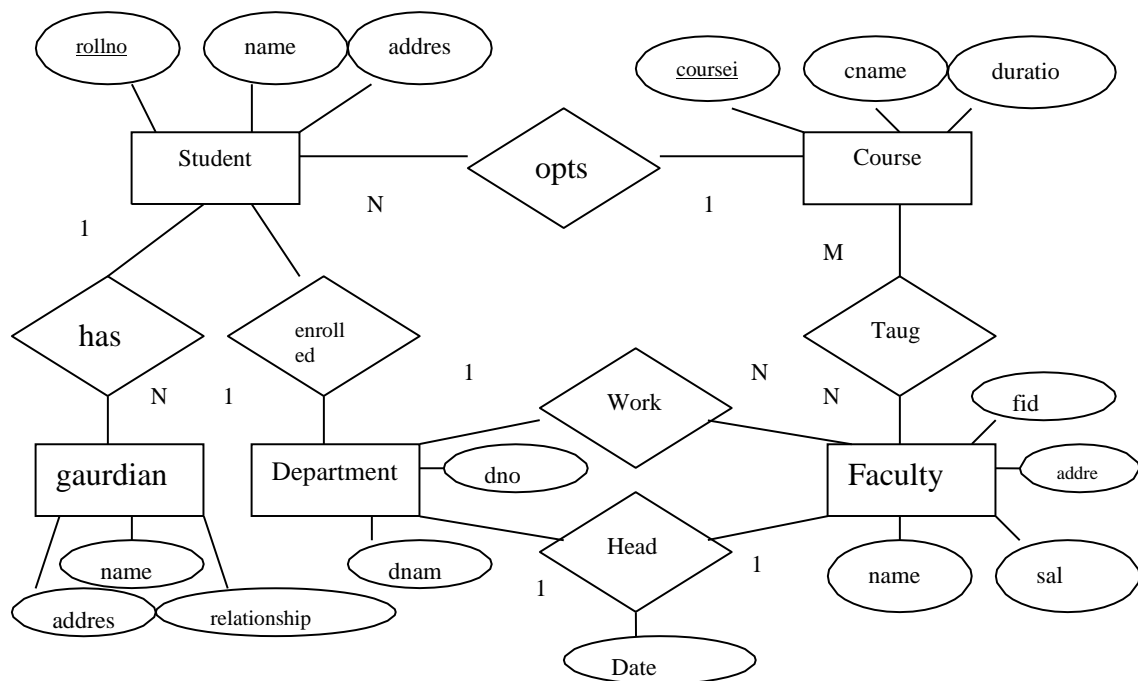 rollno
name
addres
coursei
cname
duratio
Student
opts
Course
N
1
1
M
has
enroll
ed
Taug
1
N
N
1
Work
N
fid
gaurdian
Department
dno
Faculty
addre
name
dnam
Head
name
sal
1
1
addres
relationship
Date